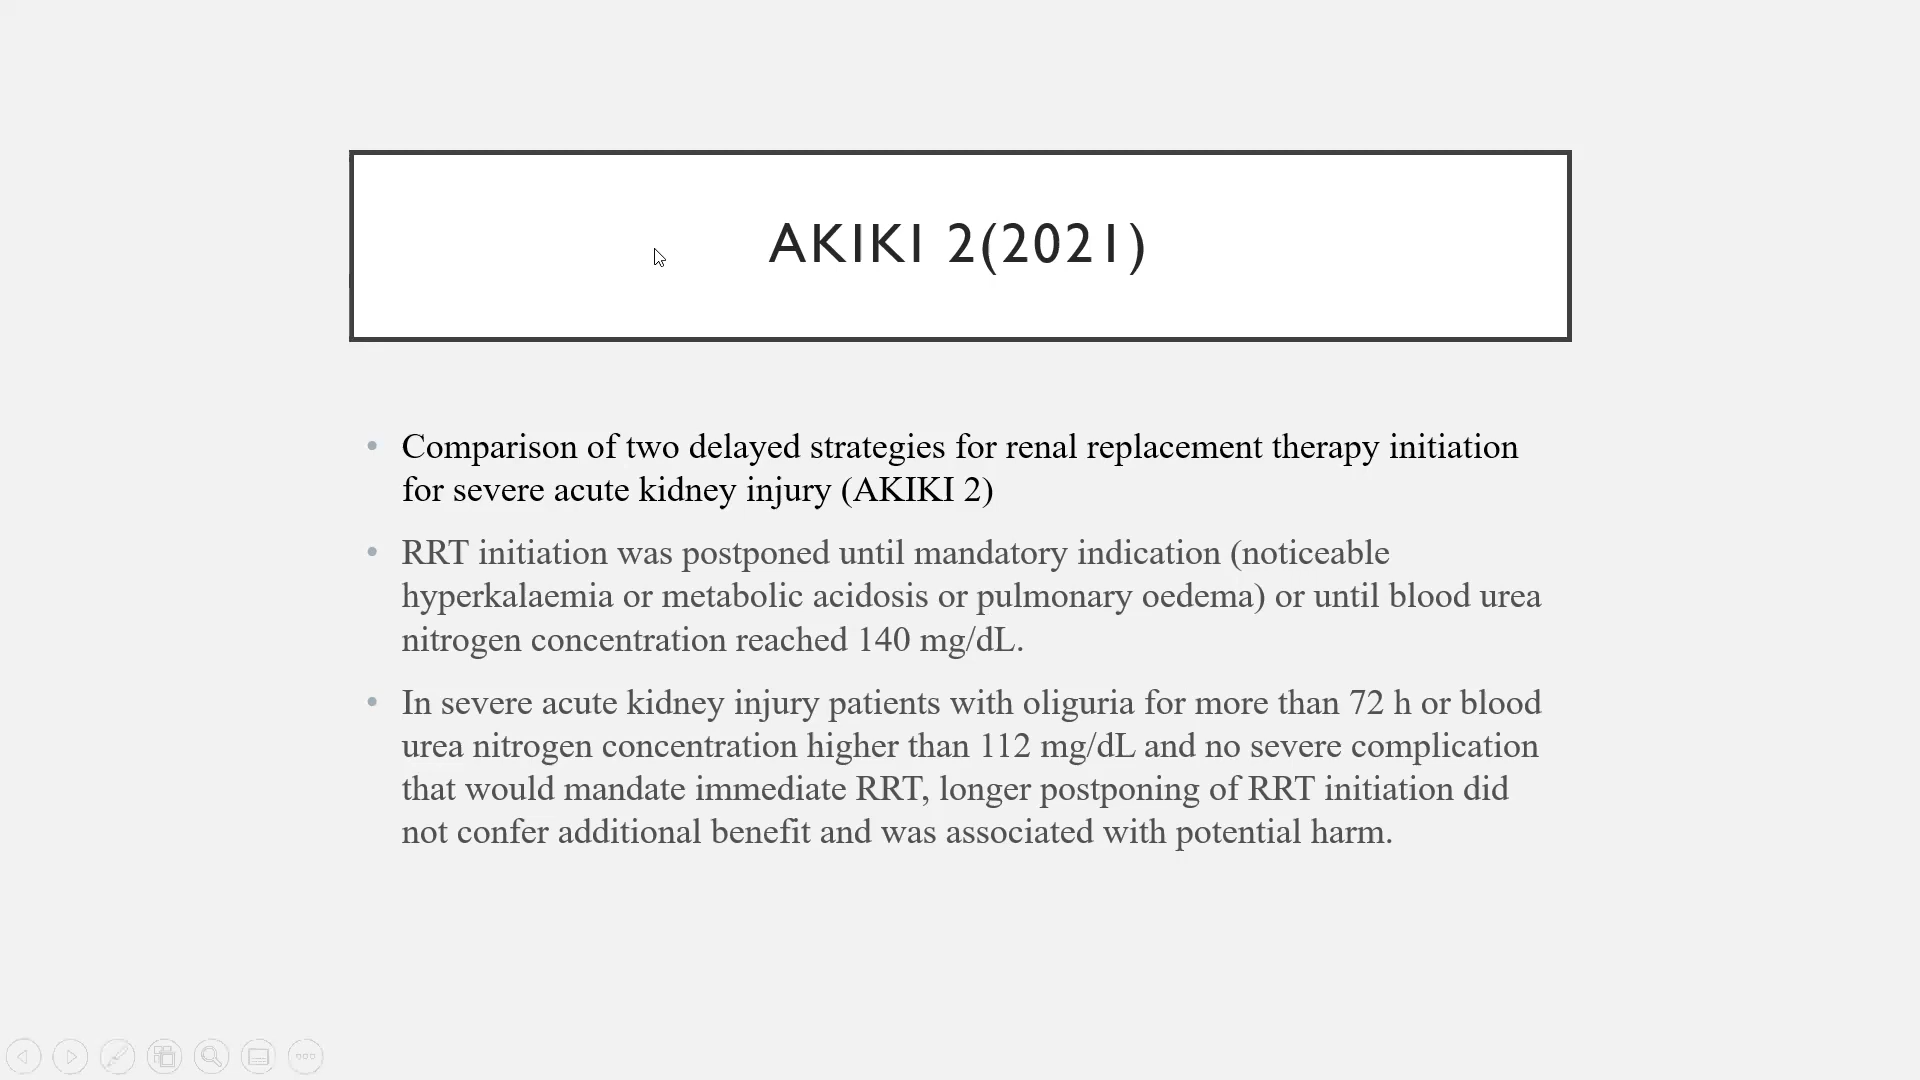 AKIKI 2(2021)
• Comparison of two delayed strategies for renal replacement therapy initiation
for severe acute kidney injury (AKIKI 2)
• RRT initiation was postponed until mandatory indication (noticeable
hyperkalaemia or metabolic acidosis or pulmonary oedema) or until blood urea
nitrogen concentration reached 140 mg/dL.
• In severe acute kidney injury patients with oliguria for more than 72 h or blood
urea nitrogen concentration higher than 112 mg/dL and no severe complication
that would mandate immediate RRT, longer postponing of RRT initiation did
not confer additional benefit and was associated with potential harm.